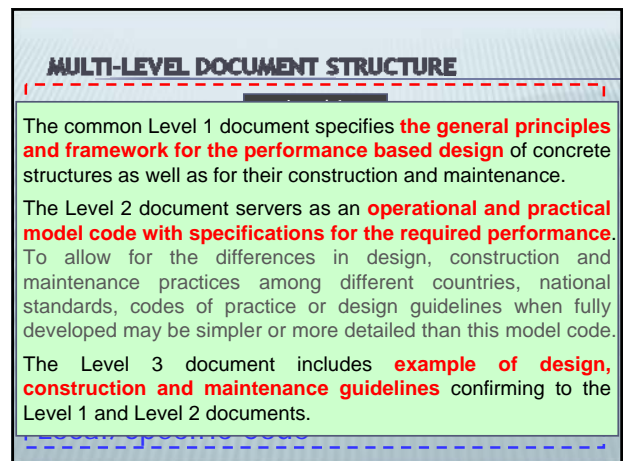 MULTI-LEVEL DOCUMENT STRUCTURE
The common Level 1 document specifies the general principles
and framework for the performance based design of concrete
structures as well as for their construction and maintenance.
The Level 2 document servers as an operational and practical
model code with specifications for the required performance.
To allow for the differences in design, construction and
maintenance practices among different countries, national
standards, codes of practice or design guidelines when fully
developed may be simpler or more detailed than this model code.
The Level 3 document includes example of design,
construction and maintenance guidelines confirming to the
Level 1 and Level 2 documents.